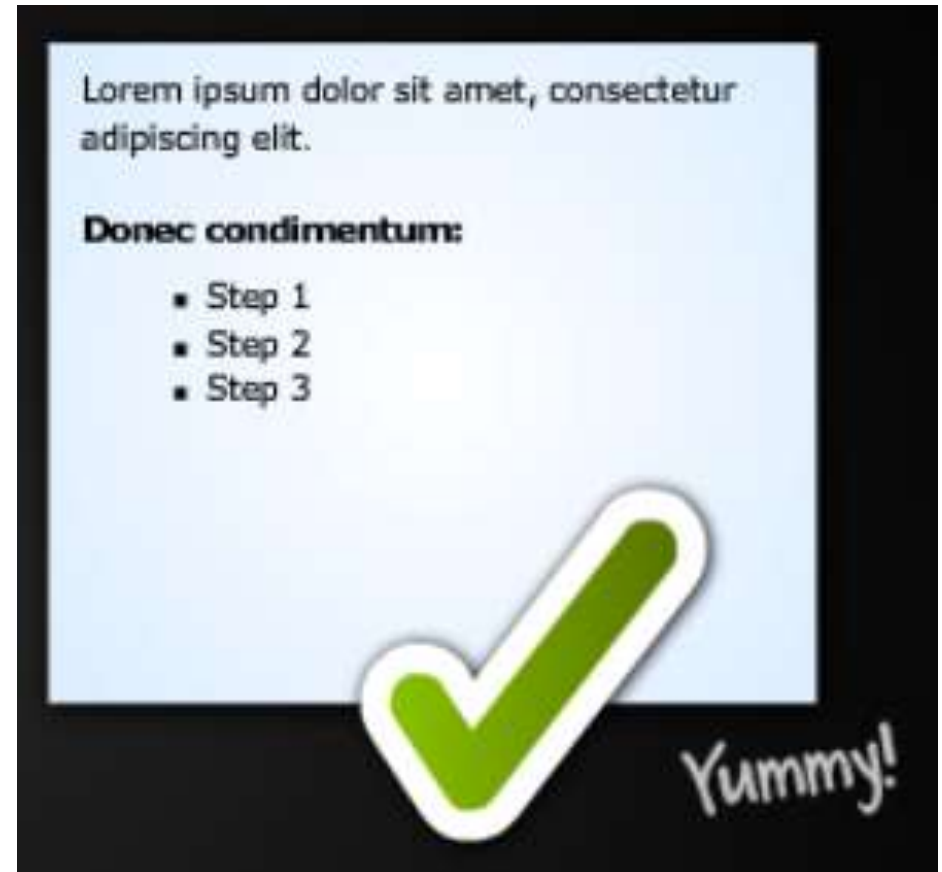 Lorem ipsum dolor sit amet, consectetur
adipiscing elit.
Donec condimentum:
▪ Step 1
▪ Step 2
▪ Step 3
Yummy!